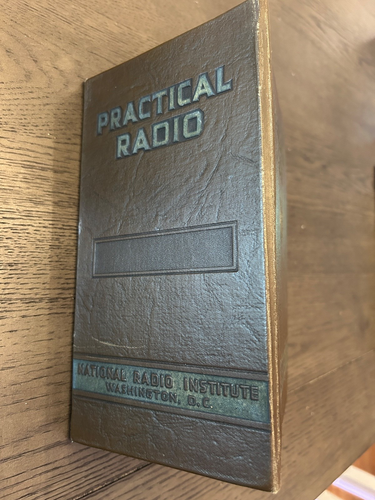 PRACTICAL
RADIO
NATIONAL RADIO INSTITUTE
WASHINGTON, D.C.